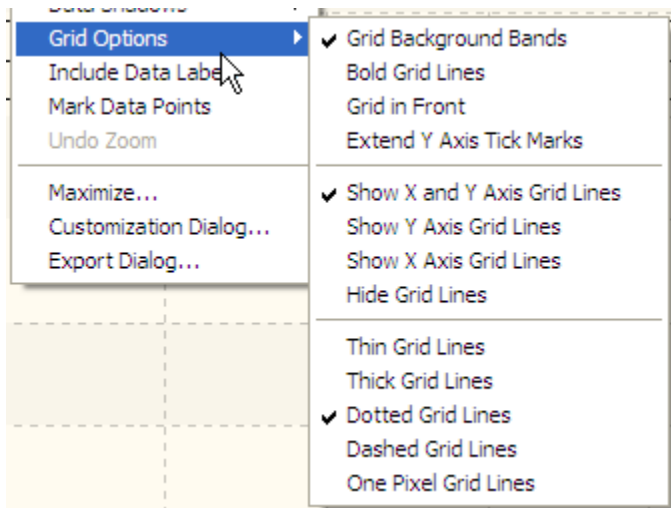 Data Shadows
Grid Options
Include Data Labe
Mark Data Points
Undo Zoom
Maximize...
Customization Dialog...
Export Dialog...
Grid Background Bands
Bold Grid Lines
Grid in Front
Extend Y Axis Tick Marks
Show X and Y Axis Grid Lines
Show Y Axis Grid Lines
Show X Axis Grid Lines
Hide Grid Lines
Thin Grid Lines
Thick Grid Lines
Dotted Grid Lines
Dashed Grid Lines
One Pixel Grid Lines